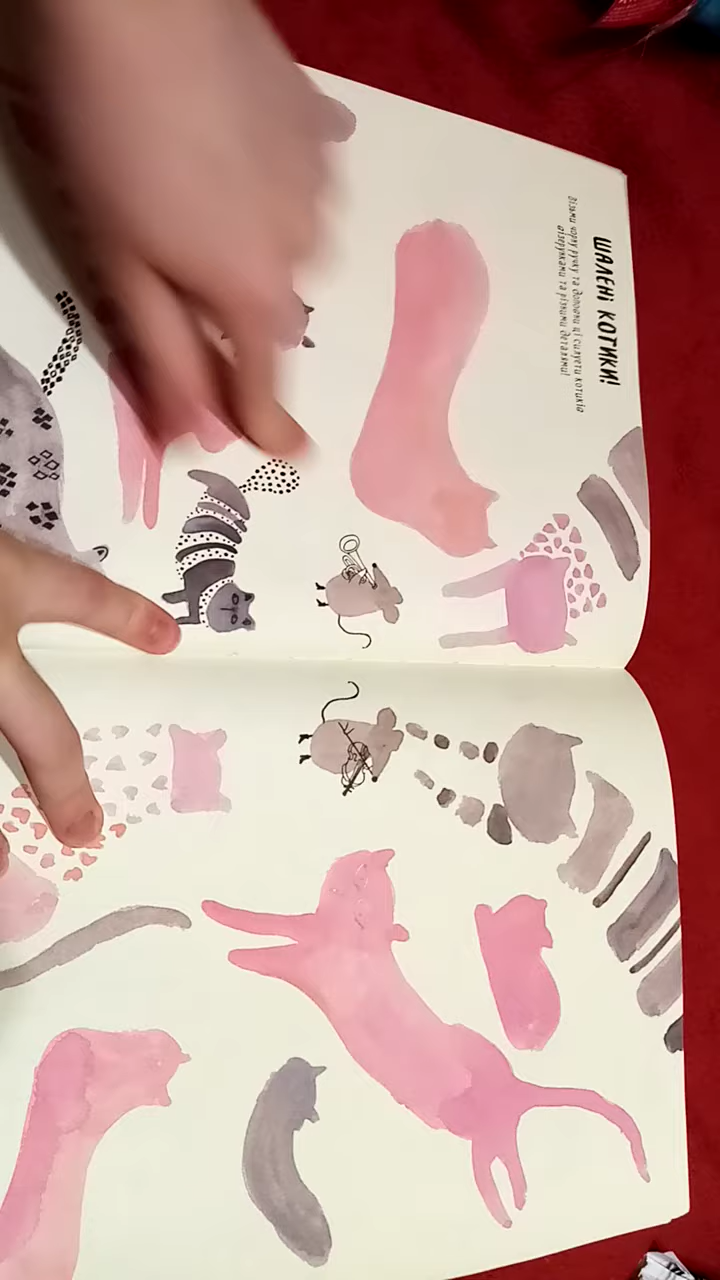 ШАЛЕНІ КОТИКИ!
Візьми чорну ручку та доповни ці силуети котиків
візерунками та різними деталями!